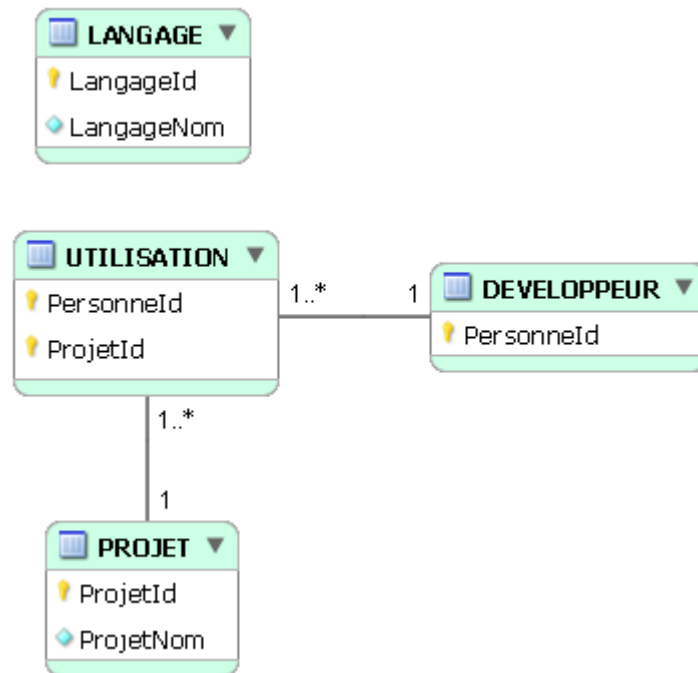 LANGAGE
LangageId
LangageNom
UTILISATION
PersonneId
ProjetId
1..*
1
DEVELOPPEUR
PersonneId
1..*
1
PROJET
ProjetId
ProjetNom